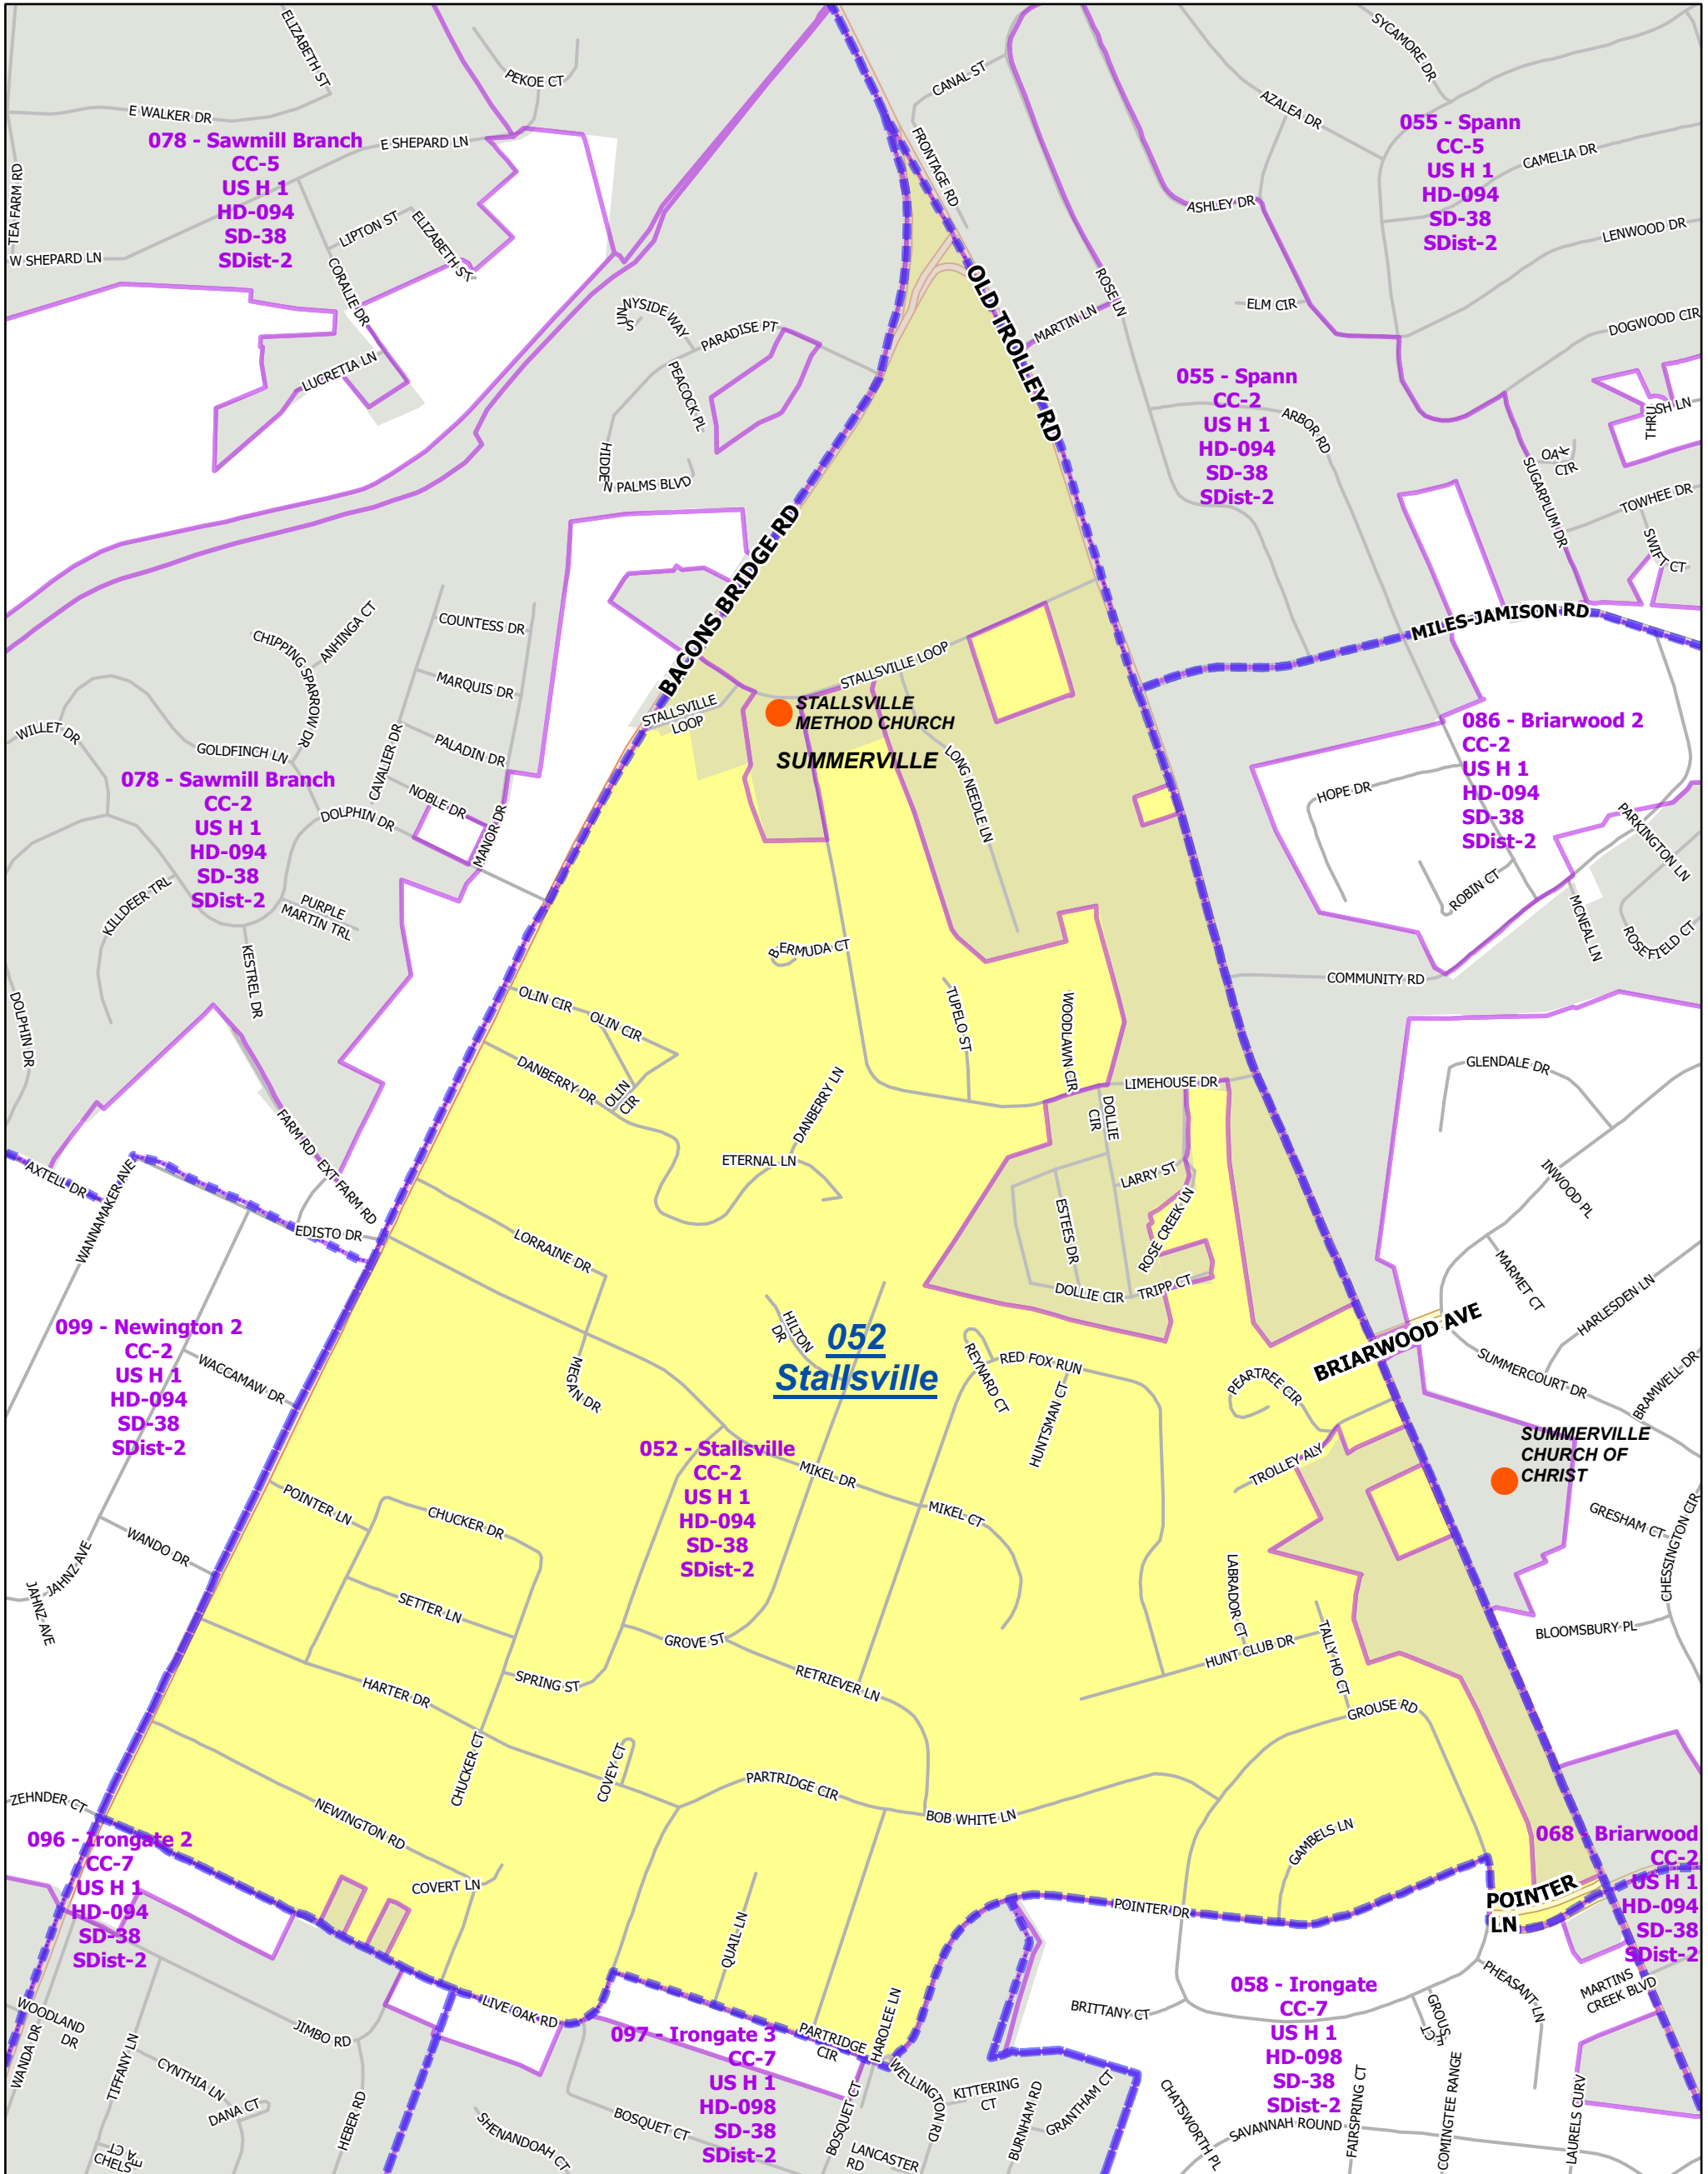 ELIZABETH ST
PEKOE CT
E WALKER DR
E SHEPARD LN
078 - Sawmill Branch
CC-5
US H 1
HD-094
SD-38
SDist-2
TEA FARM RD
W SHEPARD LN
LIPTON ST
ELIZABETH ST
CORALIE DR
LUCRETIA LN
CANAL ST
FRONTAGE RD
SYCAMORE DR
AZALEA DR
055 - Spann
CC-5
US H 1
HD-094
SD-38
SDist-2
CAMELIA DR
LENWOOD DR
ASHLEY DR
ROSE LN
ELM CIR
MARTIN LN
DOGWOOD CIR
NYSIDE WAY
SUN
PARADISE PT
PEACOCK PL
HIDDEN PALMS BLVD
OLD TROLLEY RD
055 - Spann
CC-2
US H 1
HD-094
SD-38
SDist-2
ARBOR RD
THRUSH LN
OAK
CIR
SUGARPLUM DR
TOWHEE DR
SWIFT CT
BACONS BRIDGE RD
MILES-JAMISON RD
COUNTESS DR
ANHINGA CT
CHIPPING SPARROW DR
MARQUIS DR
STALLSVILLE LOOP
STALLSVILLE
LOOP
STALLSVILLE
METHOD CHURCH
SUMMERVILLE
WILLET DR
GOLDFINCH LN
CAVALIER DR
PALADIN DR
NOBLE DR
078 - Sawmill Branch
CC-2
US H 1
HD-094
SD-38
SDist-2
DOLPHIN DR
MANOR DR
LONG NEEDLE LN
086 - Briarwood 2
CC-2
US H 1
HD-094
SD-38
SDist-2
HOPE DR
PARKINGTON LN
ROBIN CT
MCNEAL LN
ROSEFIELD CT
KILLDEER TRL
PURPLE
MARTIN TRL
KESTREL DR
DOLPHIN DR
BERMUDA CT
COMMUNITY RD
OLIN CIR
OLIN CIR
TUPELO ST
WOODLAWN CIR
DANBERRY DR
OLIN
CIR
DANBERRY LN
LIMEHOUSE DR
GLENDALE DR
DOLLIE
CIR
FARM RD
EXT FARM RD
ETERNAL LN
LARRY ST
INWOOD PL
AXTELL DR
WANNAMAKER AVE
EDISTO DR
ESTEES DR
ROSE CREEK LN
LORRAINE DR
MARMET CT
DOLLIE CIR
TRIPP CT
HARLESDEN LN
099 - Newington 2
CC-2
US H 1
HD-094
SD-38
SDist-2
HILTON
DR
052
Stallsville
REYNARD CT
RED FOX RUN
BRIARWOOD AVE
WACCAMAW DR
MEGAN DR
PEARTREE CIR
SUMMERCOURT DR
BRAMWELL DR
HUNTSMAN CT
052 - Stallsville
CC-2
US H 1
HD-094
SD-38
SDist-2
MIKEL DR
MIKEL CT
TROLLEY ALY
SUMMERVILLE
CHURCH OF
CHRIST
POINTER LN
CHUCKER DR
GRESHAM CT
CHESSINGTON CIR
WANDO DR
JAHNZ AVE
JAHNZ AVE
SETTER LN
LABRADOR CT
GROVE ST
TALLY HO CT
BLOOMSBURY PL
HUNT CLUB DR
SPRING ST
RETRIEVER LN
HARTER DR
GROUSE RD
CHUCKER CT
COVEY CT
PARTRIDGE CIR
BOB WHITE LN
ZEHNDER CT
NEWINGTON RD
GAMBELS LN
096 - Irongate 2
CC-7
US H 1
HD-094
SD-38
SDist-2
068 - Briarwood
CC-2
US H 1
HD-094
SD-38
SDist-2
COVERT LN
POINTER
LN
POINTER DR
QUAIL LN
PHEASANT LN
MARTINS
CREEK BLVD
LIVE OAK RD
HAROLEE LN
BRITTANY CT
058 - Irongate
CC-7
US H 1
HD-098
SD-38
SDist-2
GROUSE CT
WOODLAND
DR
WANDA DR
JIMBO RD
097 - Irongate 3
CC-7
US H 1
HD-098
SD-38
SDist-2
PARTRIDGE
CIR
TIFFANY LN
CYNTHIA LN
DANA CT
WELLINGTON RD
KITTERING
CT
BURNHAM RD
GRANTHAM CT
CHATSWORTH PL
SAVANNAH ROUND
FAIRSPRING CT
COMINGTEE RANGE
LAURELS CURV
HEBER RD
SHENANDOAH CT
BOSQUET CT
BOSQUET CT
LANCASTER
RD
CHELSEA CT